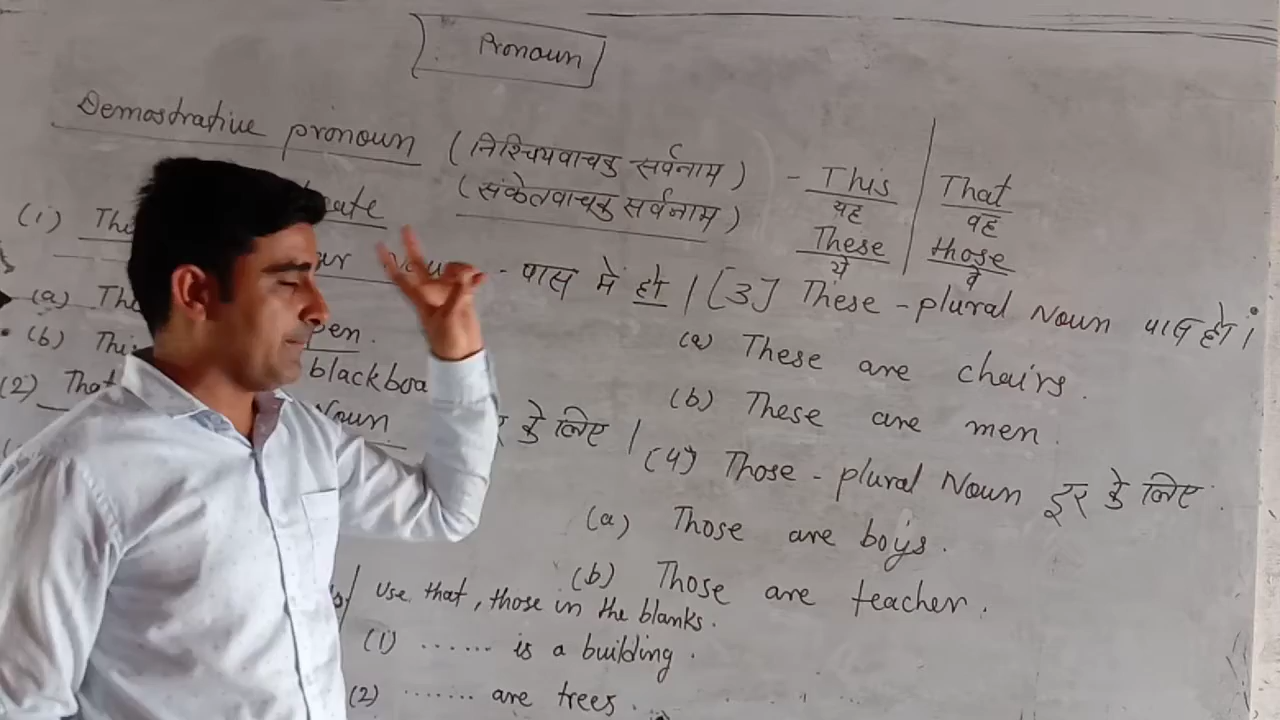 Pronoun
Demostrative pronoun (निश्चियवाचक सर्वनाम) - This | That
यह | वह
(संकेतवाचक सर्वनाम) These | those
ये | वे
(1)
- पास में हो |
(a)
pen.
(b)
blackboa
(2) That
Noun के लिए |
[3] These - plural Noun पास हो।
(a) These are chairs.
(b) These are men.
(4) Those - plural Noun दूर के लिए
(a) Those are boys.
(b) Those are teacher.
Use that, those in the blanks.
(1) ...... is a building.
(2) ....... are trees.